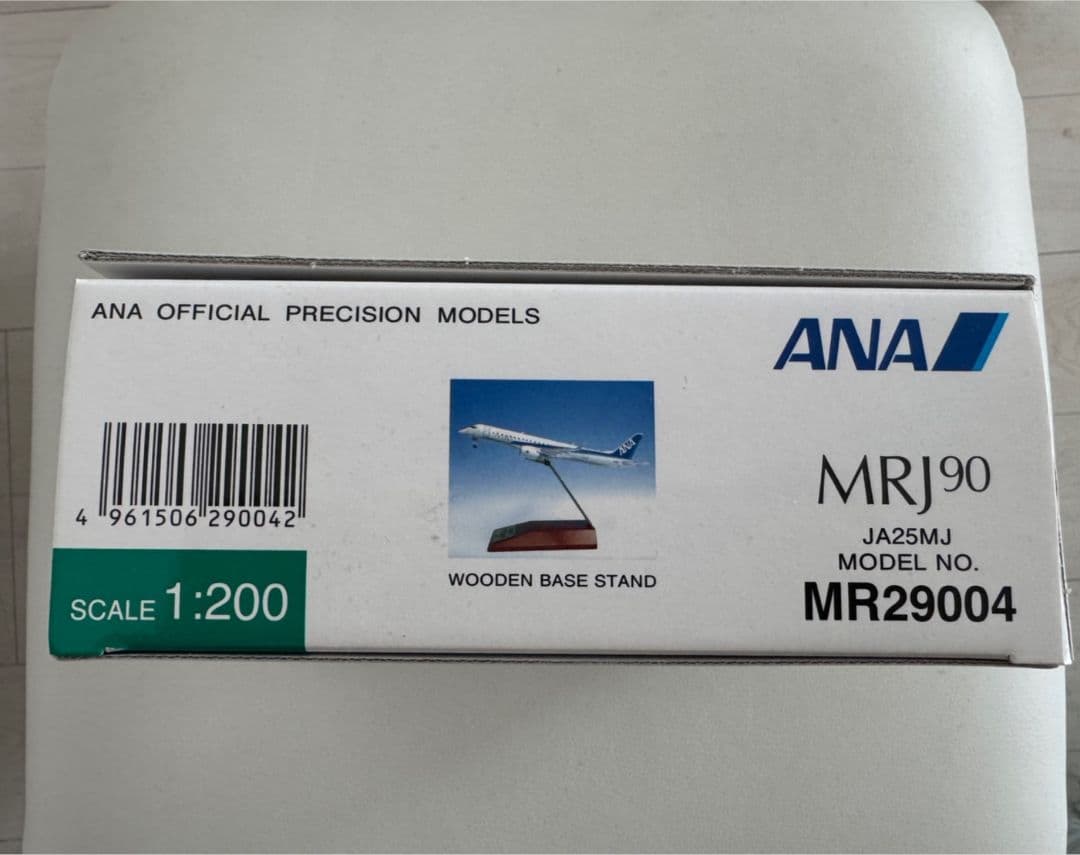 ANA OFFICIAL PRECISION MODELS
ANA
ANA
4 961506 290042
MRJ90
JA25MJ
MODEL NO.
MR29004
WOODEN BASE STAND
SCALE 1:200